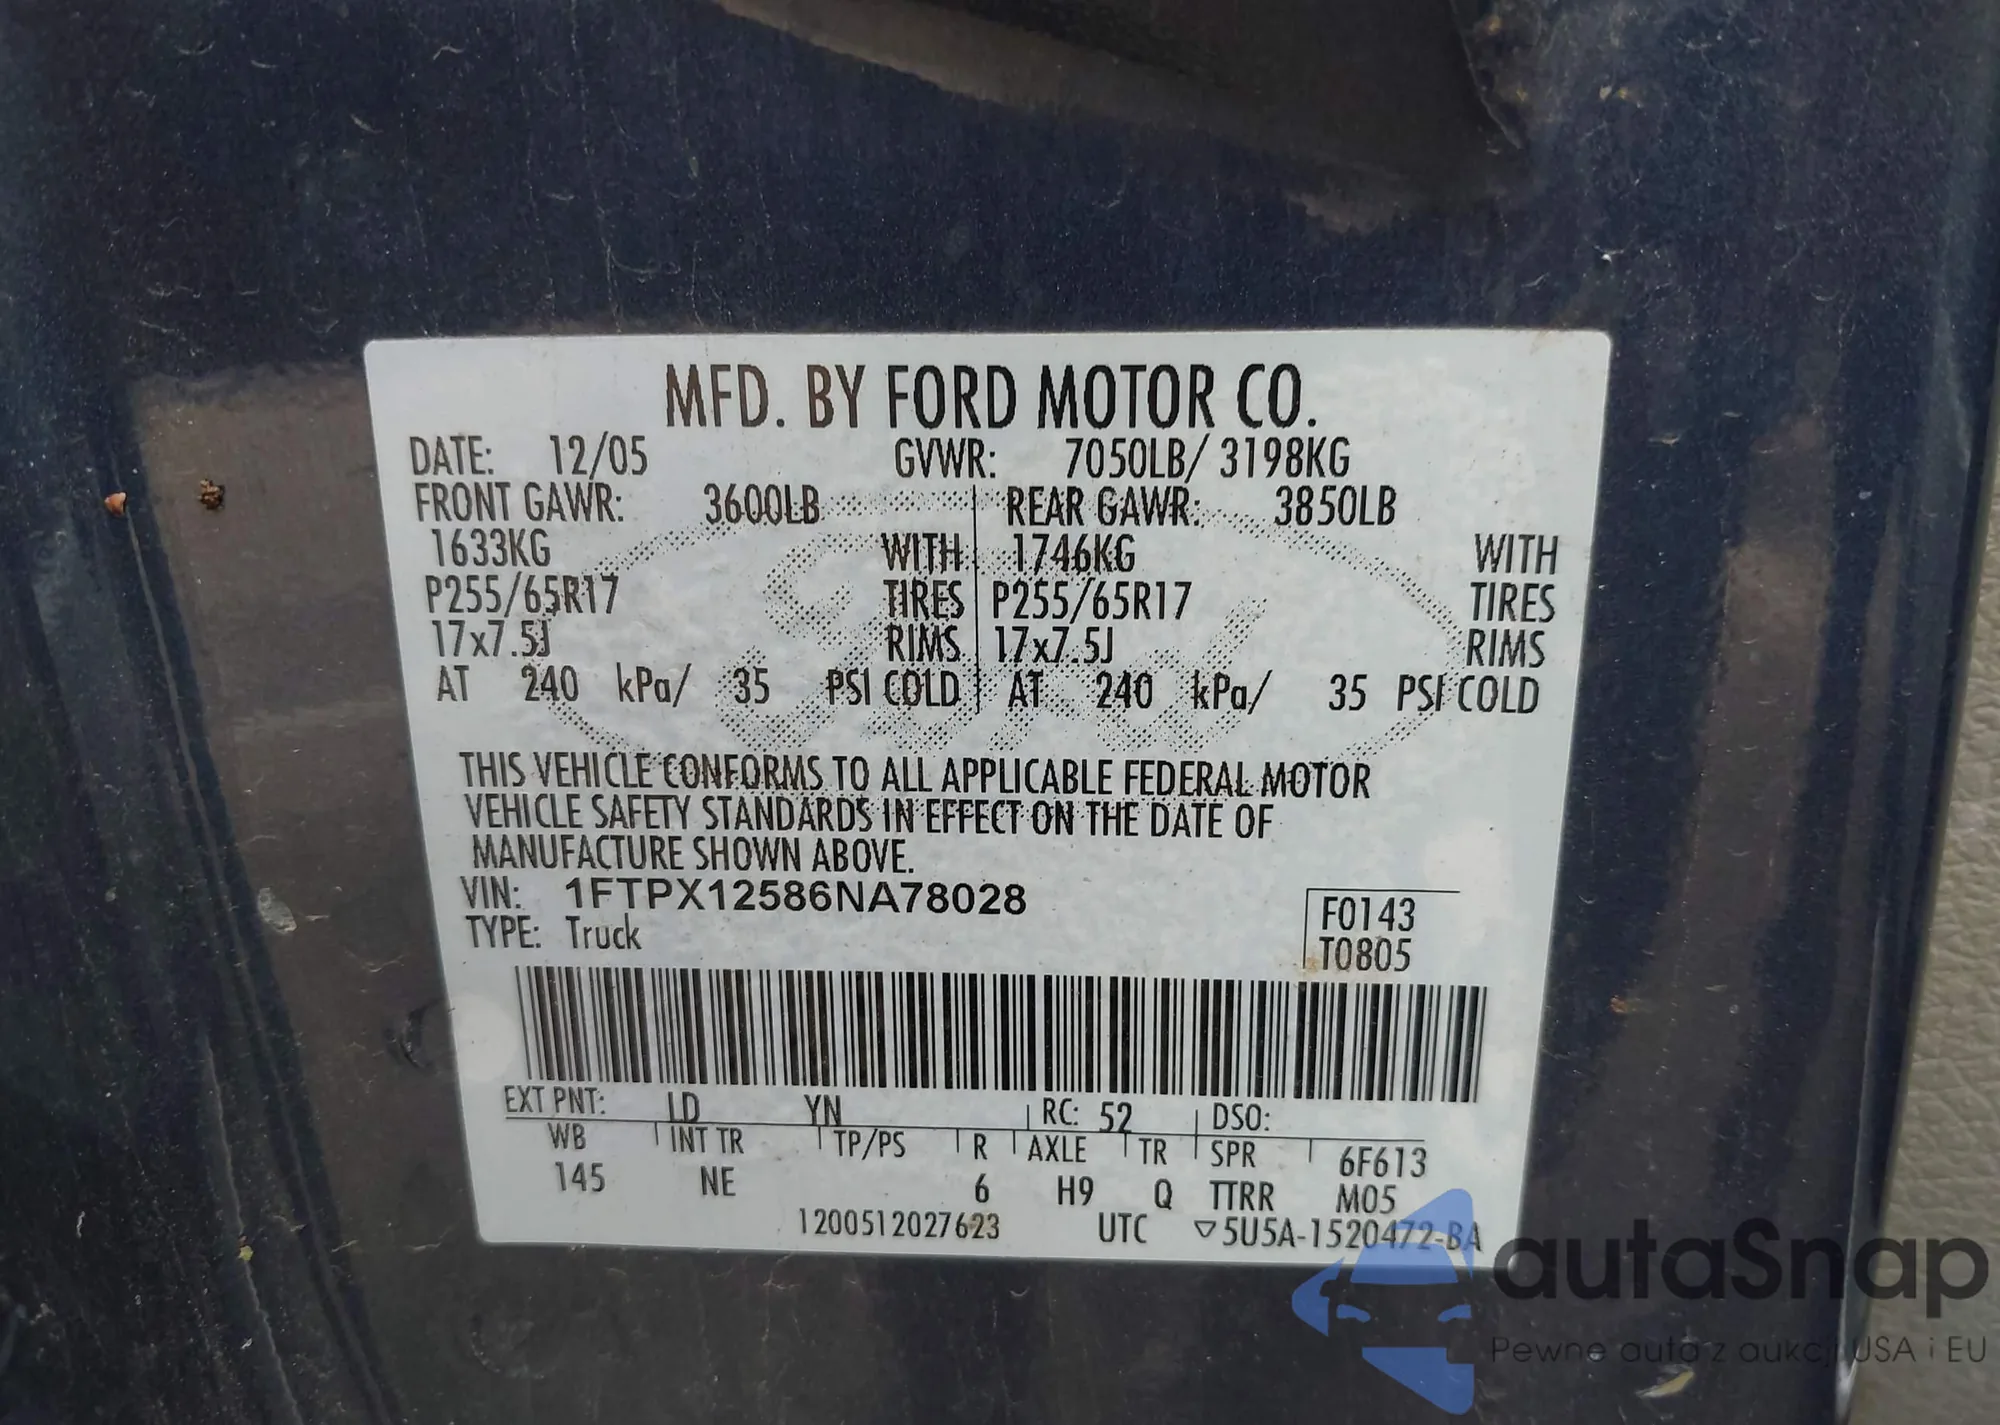 MFD. BY FORD MOTOR CO.
DATE: 12/05 GVWR: 7050LB/ 3198KG
FRONT GAWR: 3600LB REAR GAWR: 3850LB
1633KG WITH 1746KG WITH
P255/65R17 TIRES P255/65R17 TIRES
17x7.5J RIMS 17x7.5J RIMS
AT 240 kPa/ 35 PSI COLD AT 240 kPa/ 35 PSI COLD
THIS VEHICLE CONFORMS TO ALL APPLICABLE FEDERAL MOTOR
VEHICLE SAFETY STANDARDS IN EFFECT ON THE DATE OF
MANUFACTURE SHOWN ABOVE.
VIN: 1FTPX12586NA78028
F0143
TYPE: Truck
T0805
EXT PNT: LD YN RC: 52 DSO:
WB INT TR TP/PS R AXLE TR SPR 6F613
145 NE 6 H9 Q TTRR M05
1200512027623 UTC ▽5U5A-1520472-BA
autaSnap
Pewne auta z aukcji USA i EU